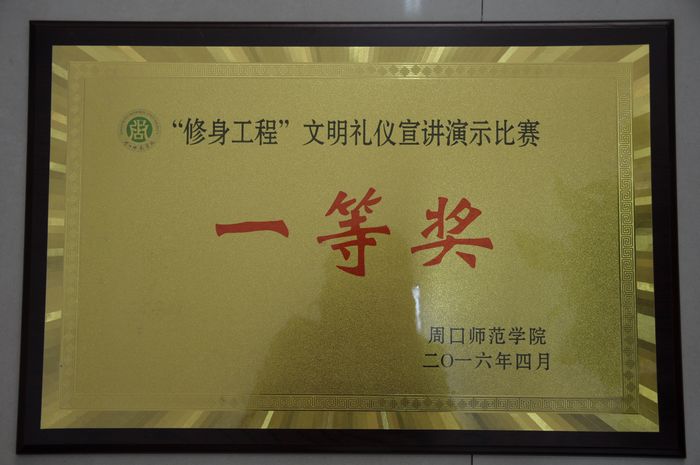 “修身工程”文明礼仪宣讲演示比赛
一等奖
周口师范学院
二〇一六年四月